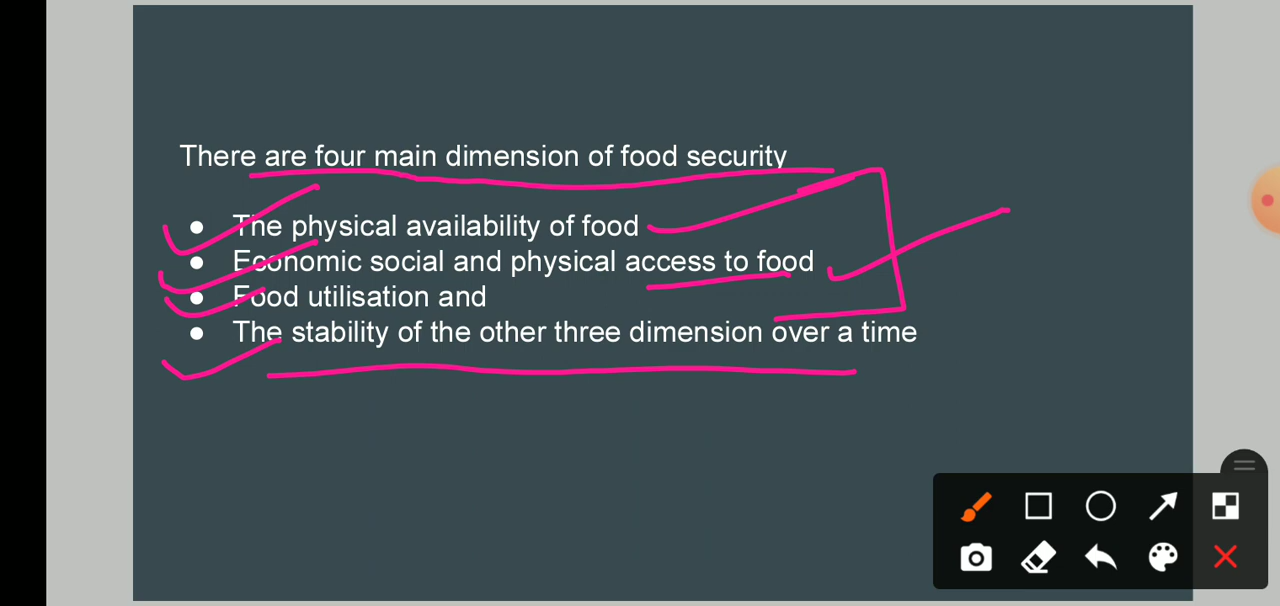 There are four main dimension of food security
● The physical availability of food
● Economic social and physical access to food
● Food utilisation and
● The stability of the other three dimension over a time